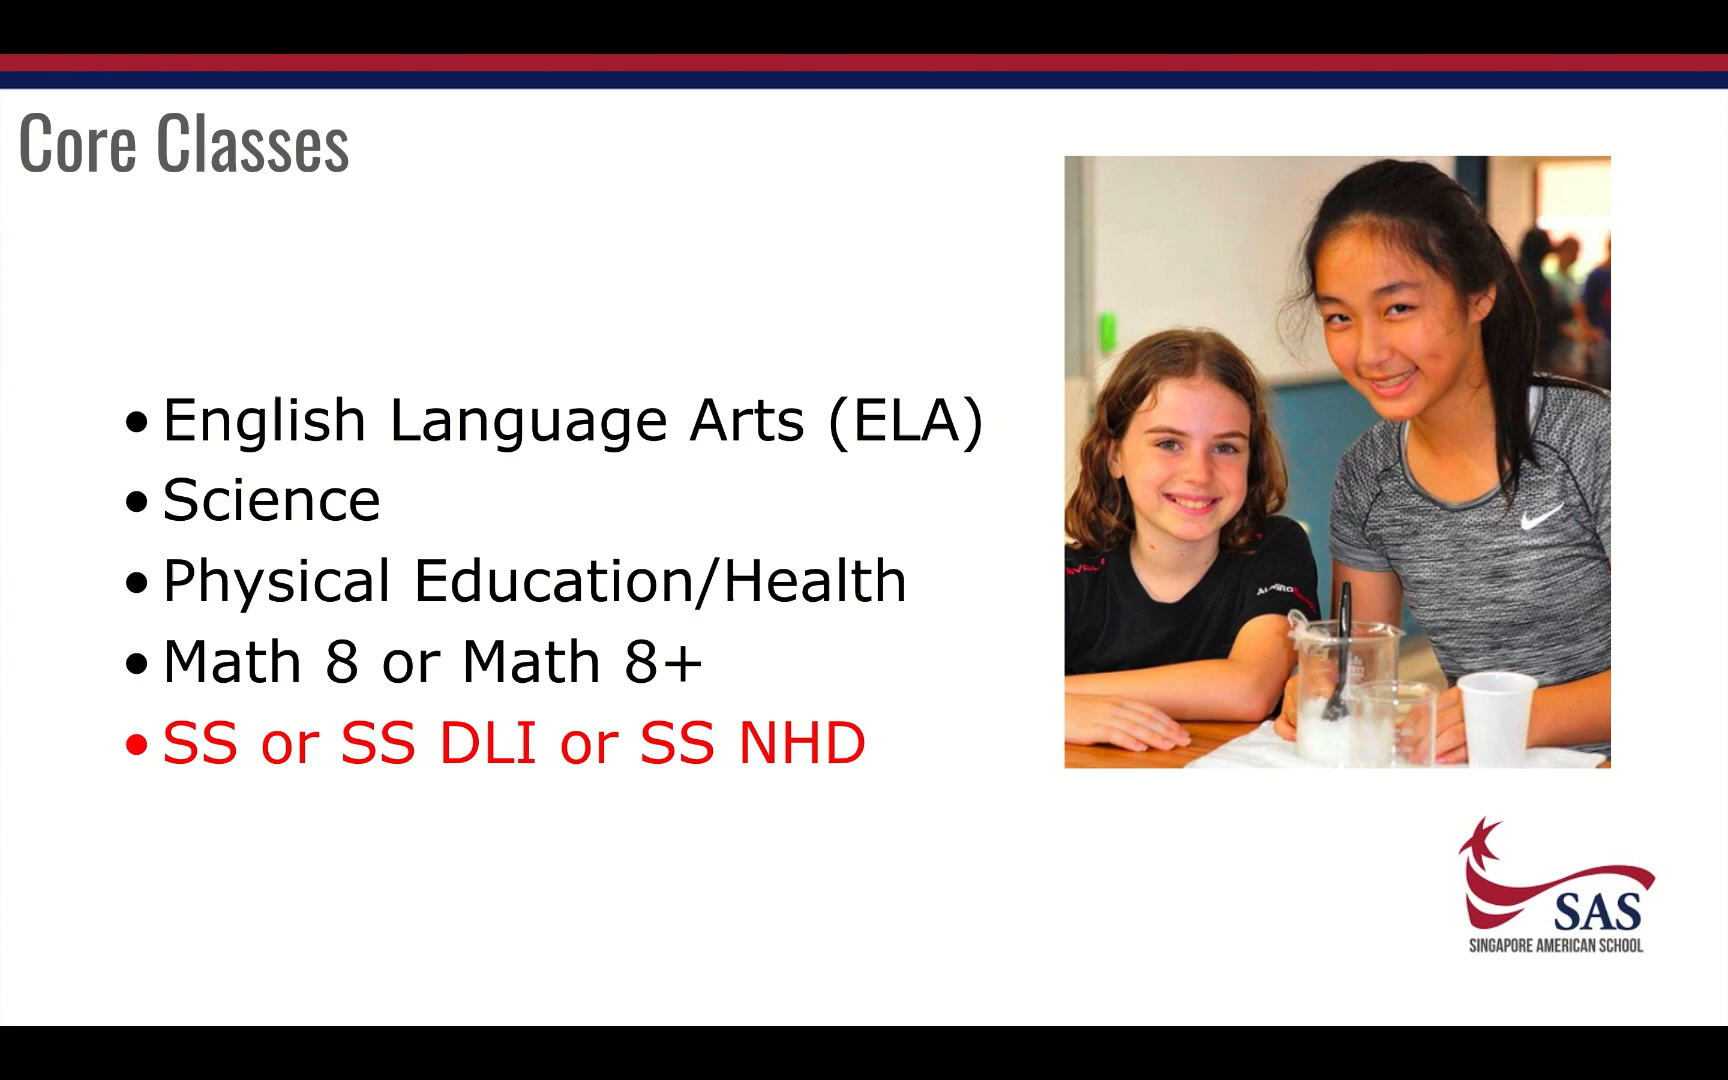 Core Classes
• English Language Arts (ELA)
• Science
• Physical Education/Health
• Math 8 or Math 8+
• SS or SS DLI or SS NHD
SAS
SINGAPORE AMERICAN SCHOOL